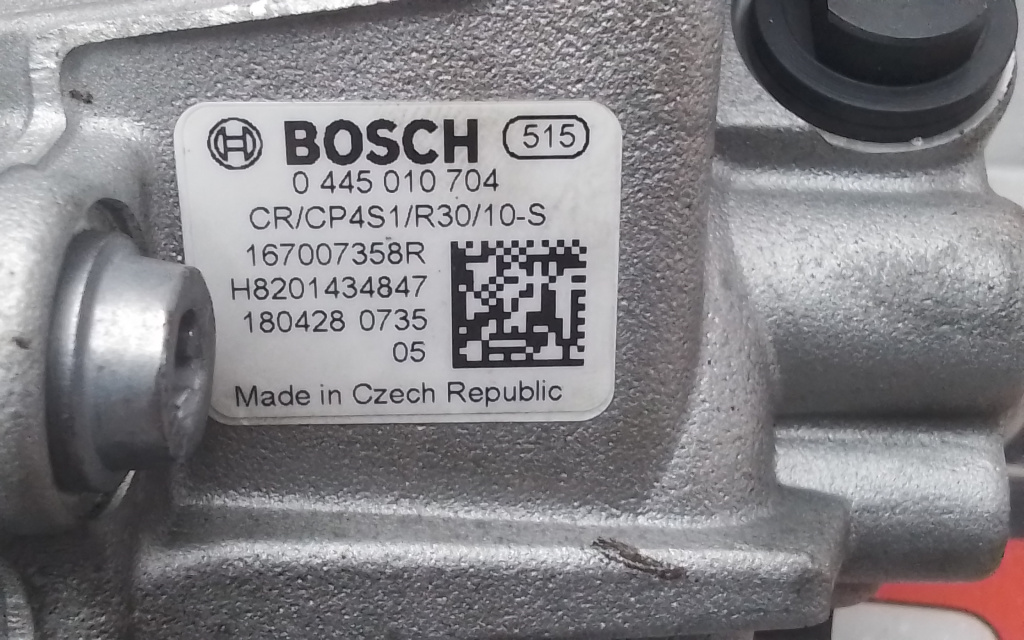 BOSCH 515
0 445 010 704
CR/CP4S1/R30/10-S
167007358R
H8201434847
180428 0735
05
Made in Czech Republic